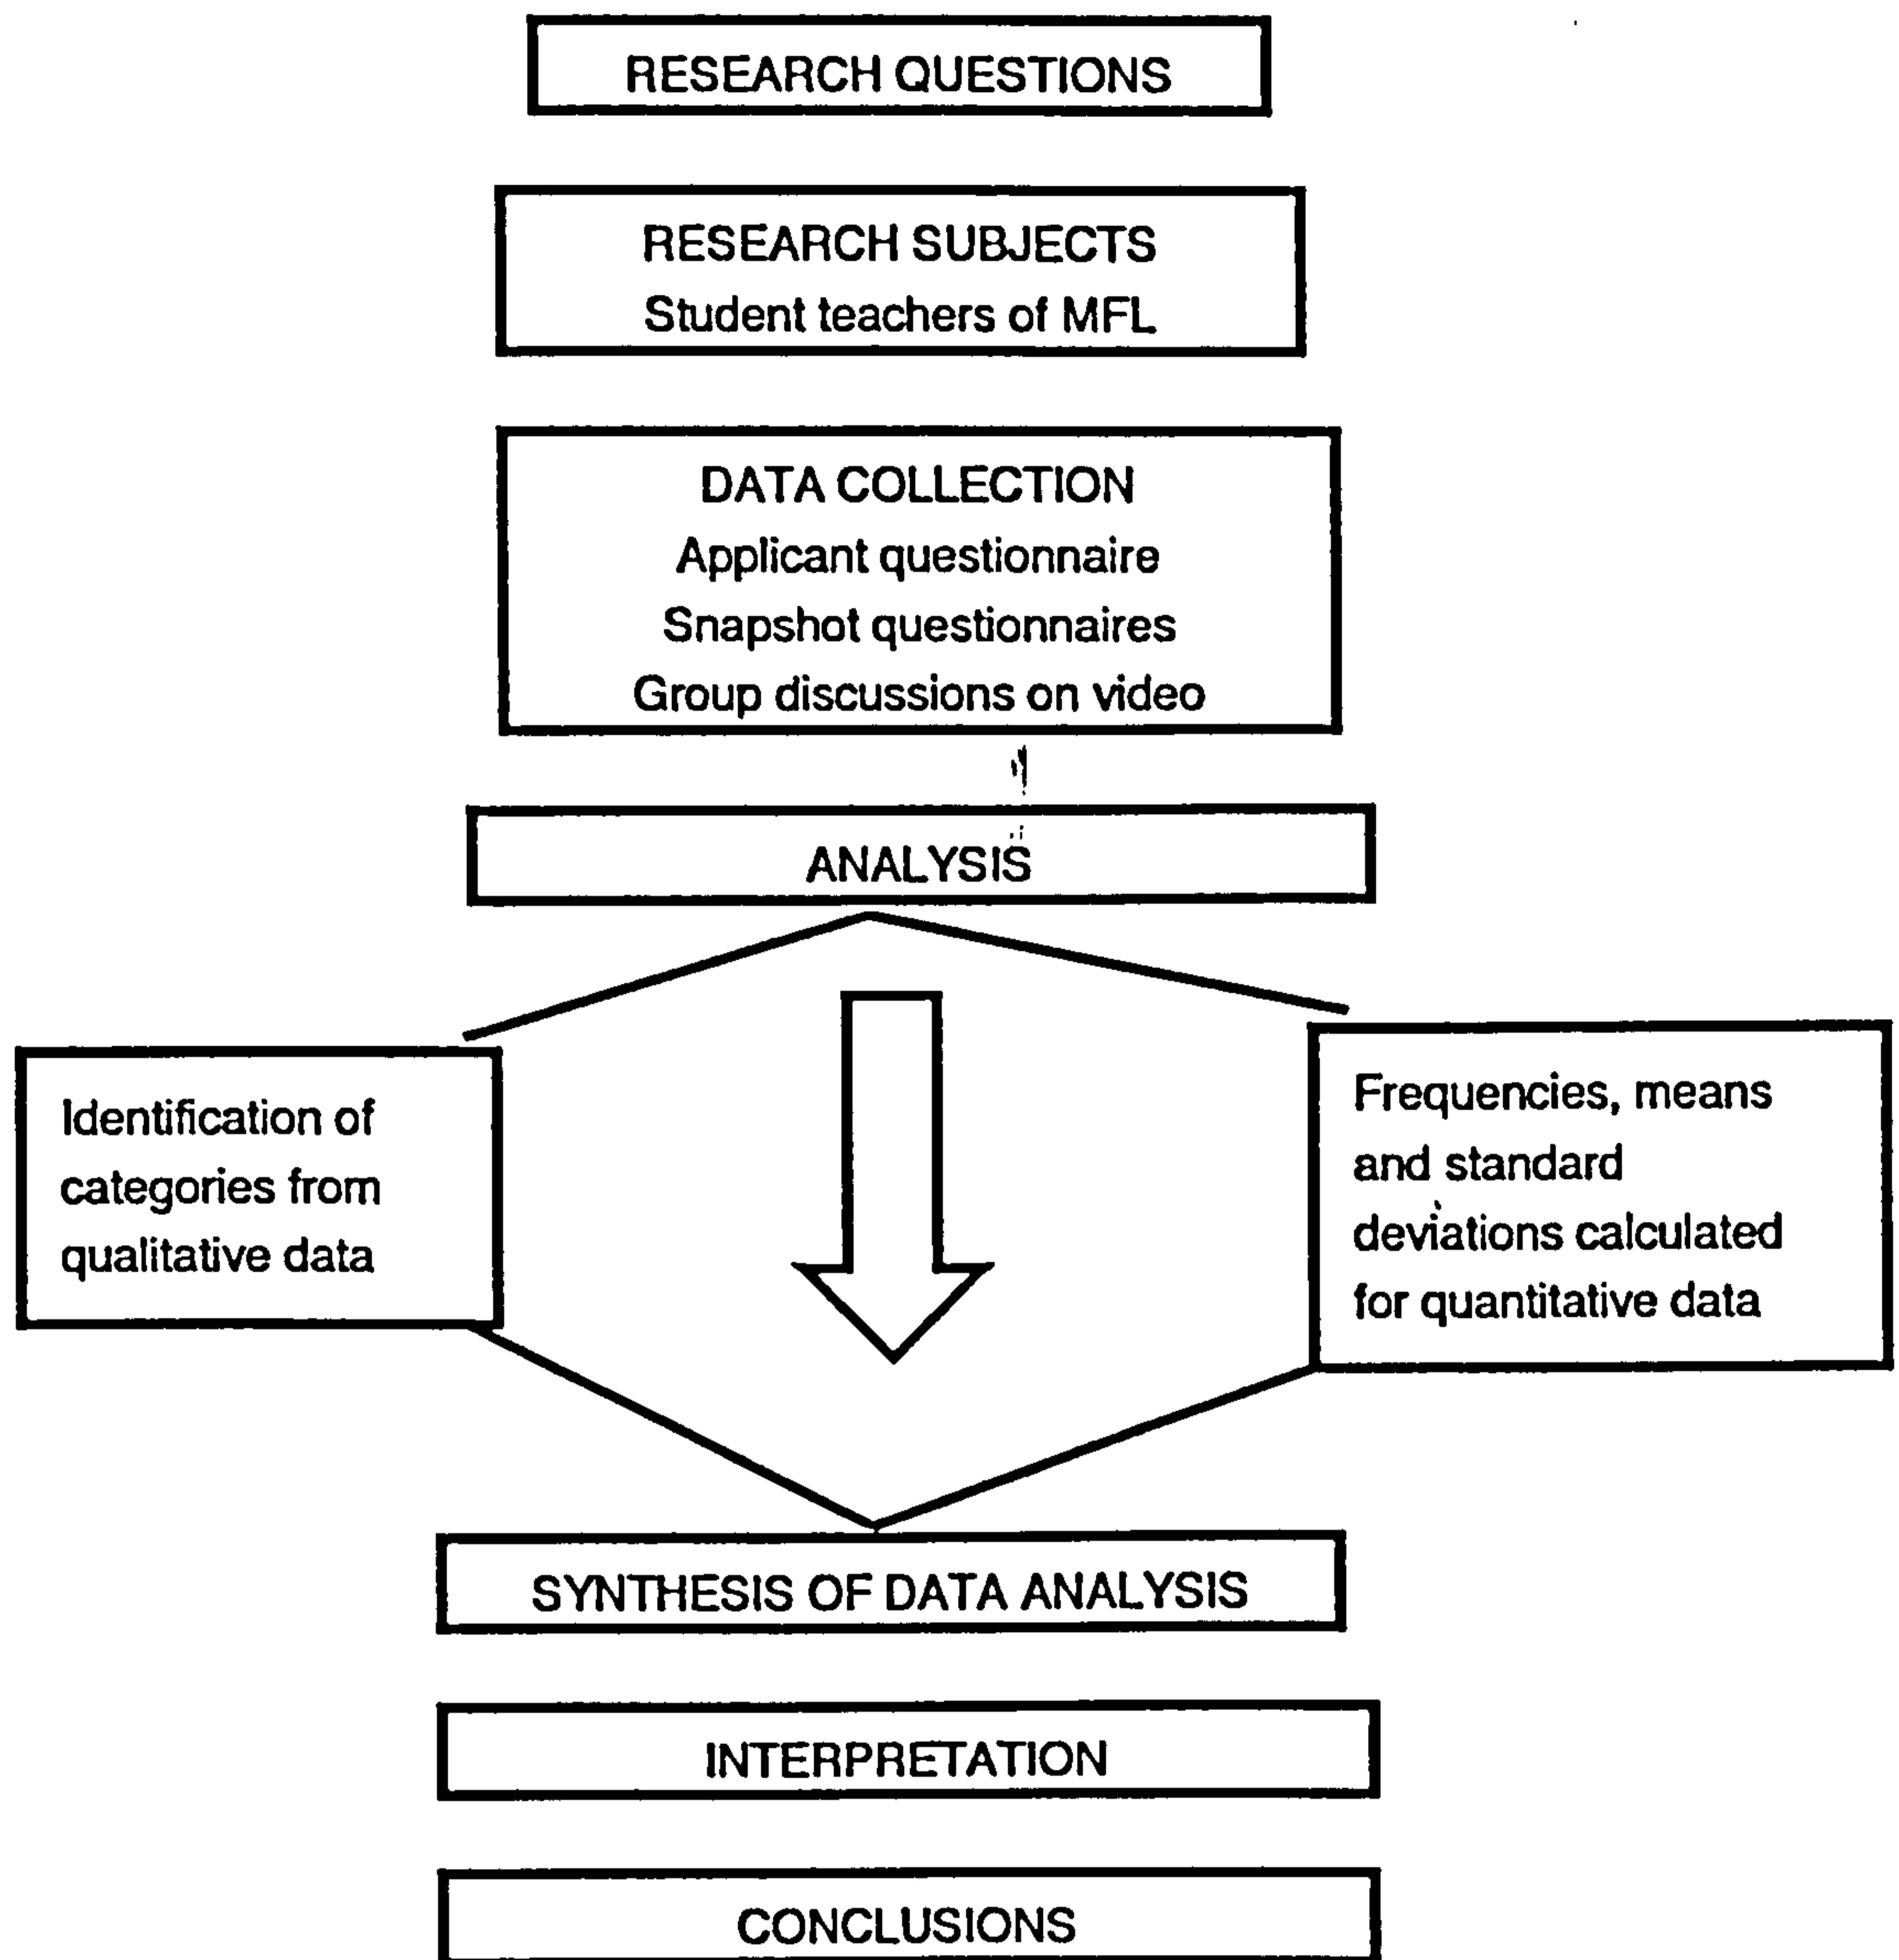 RESEARCH QUESTIONS
RESEARCH SUBJECTS
Student teachers of MFL
DATA COLLECTION
Applicant questionnaire
Snapshot questionnaires
Group discussions on video
ANALYSIS
Identification of
categories from
qualitative data
Frequencies, means
and standard
deviations calculated
for quantitative data
SYNTHESIS OF DATA ANALYSIS
INTERPRETATION
CONCLUSIONS